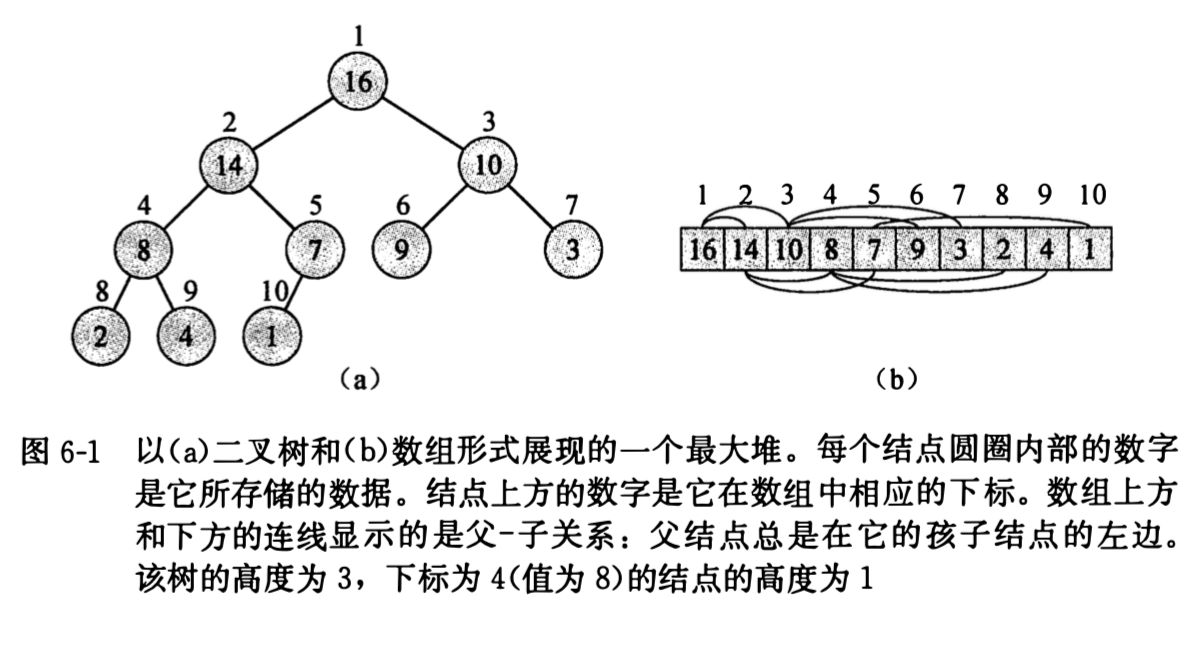 1
16
2
3
14
10
4
5
6
7
8
7
9
3
8
9
10
2
4
1
(a)
1 2 3 4 5 6 7 8 9 10
16 14 10 8 7 9 3 2 4 1
(b)
图 6-1 以(a)二叉树和(b)数组形式展现的一个最大堆。每个结点圆圈内部的数字
是它所存储的数据。结点上方的数字是它在数组中相应的下标。数组上方
和下方的连线显示的是父-子关系：父结点总是在它的孩子结点的左边。
该树的高度为 3，下标为 4(值为 8)的结点的高度为 1